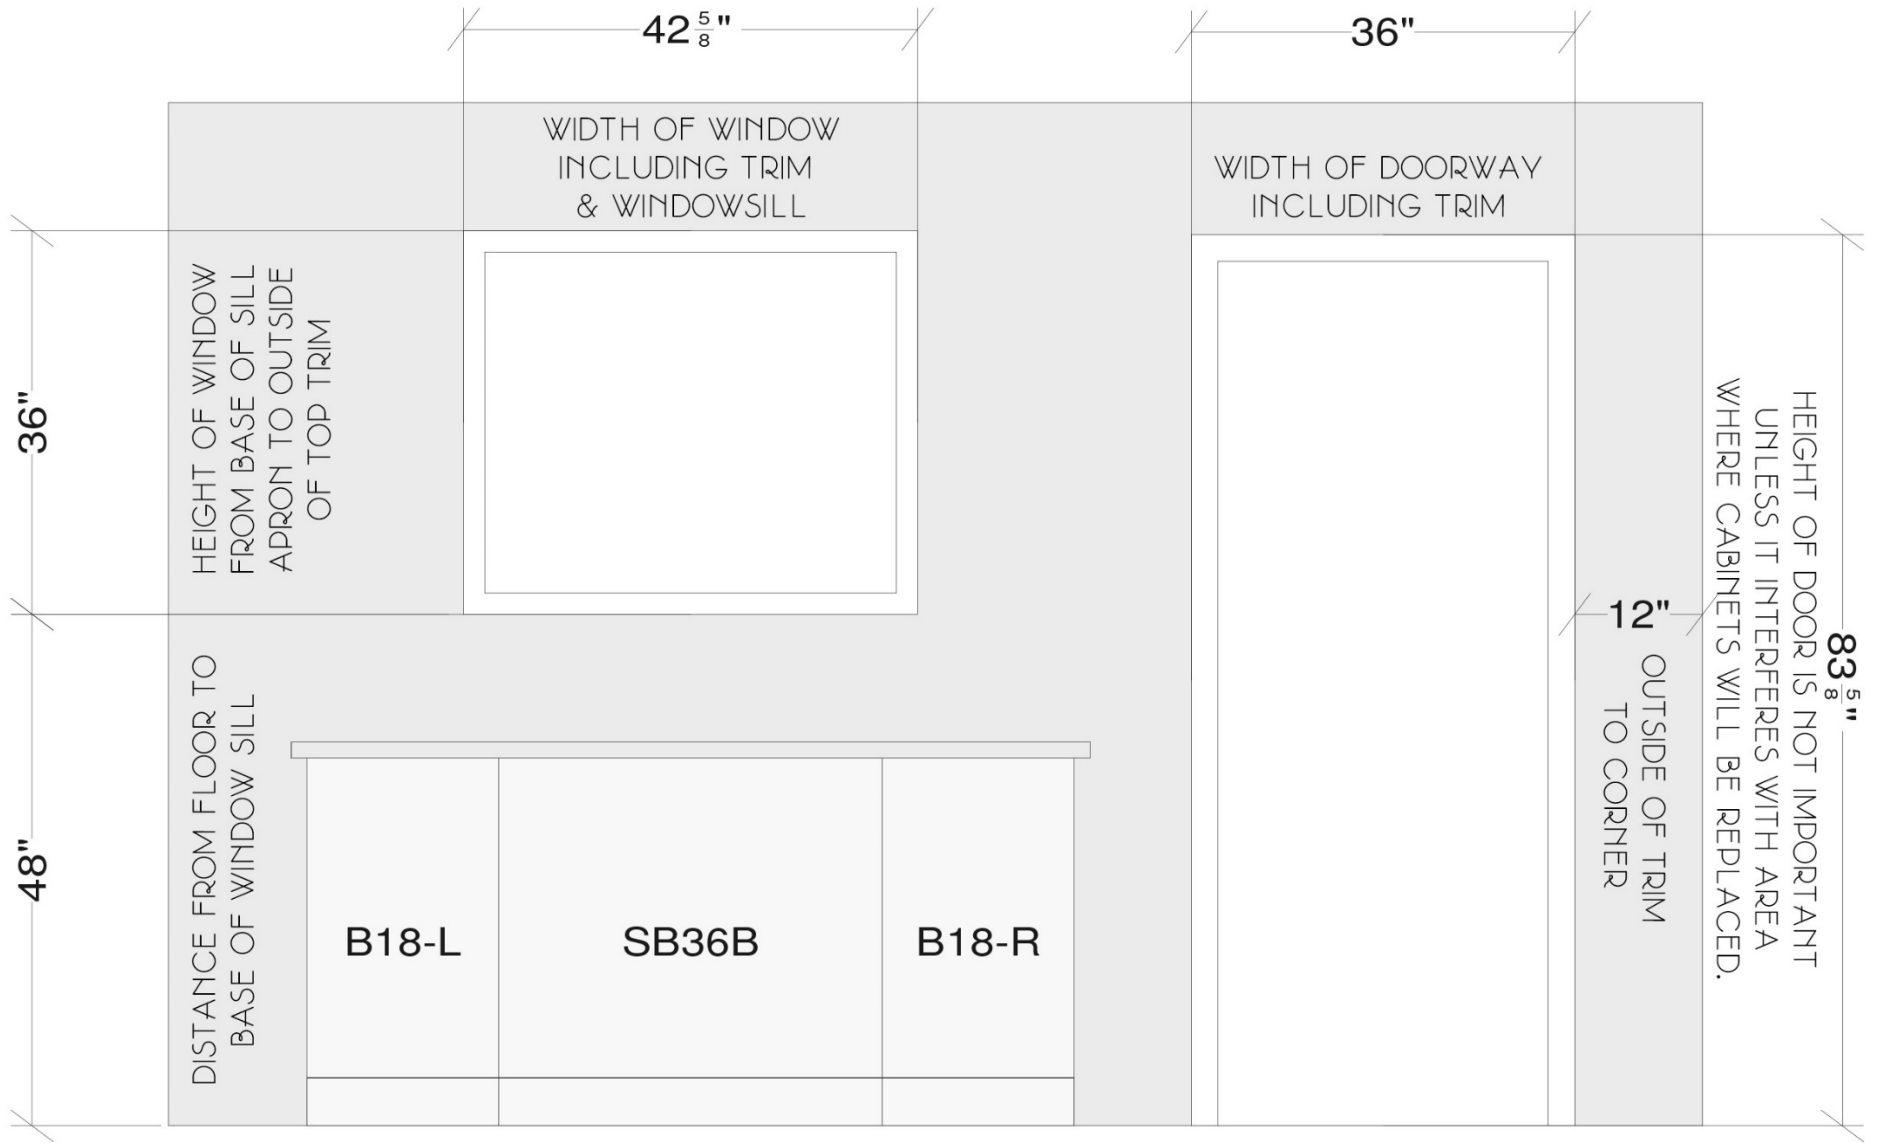 42 5/8"
36"
WIDTH OF WINDOW
INCLUDING TRIM
& WINDOWSILL
WIDTH OF DOORWAY
INCLUDING TRIM
36"
HEIGHT OF WINDOW
FROM BASE OF SILL
APRON TO OUTSIDE
OF TOP TRIM
48"
DISTANCE FROM FLOOR TO
BASE OF WINDOW SILL
B18-L
SB36B
B18-R
12"
OUTSIDE OF TRIM
TO CORNER
HEIGHT OF DOOR IS NOT IMPORTANT
UNLESS IT INTERFERES WITH AREA
WHERE CABINETS WILL BE REPLACED.
83 5/8"